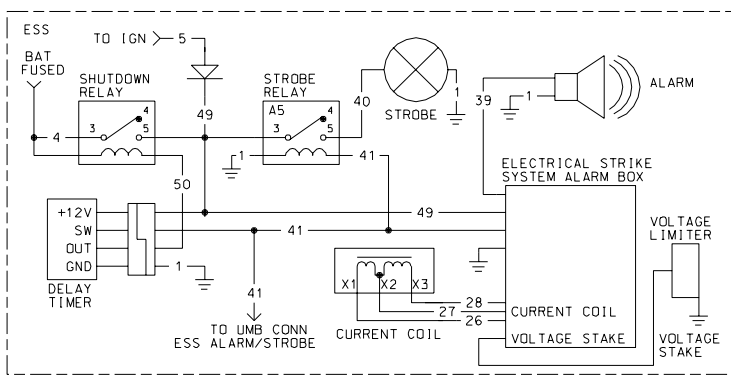 ESS
BAT
FUSED
TO IGN
5
SHUTDOWN
RELAY
4
3
5
4
49
STROBE
RELAY
A5
4
3
5
40
STROBE
1
39
1
ALARM
50
1
41
ELECTRICAL STRIKE
SYSTEM ALARM BOX
+12V
SW
OUT
GND
DELAY
TIMER
1
49
41
41
TO UMB CONN
ESS ALARM/STROBE
X1
X2
X3
CURRENT COIL
28
27
26
CURRENT COIL
VOLTAGE STAKE
VOLTAGE
LIMITER
VOLTAGE
STAKE